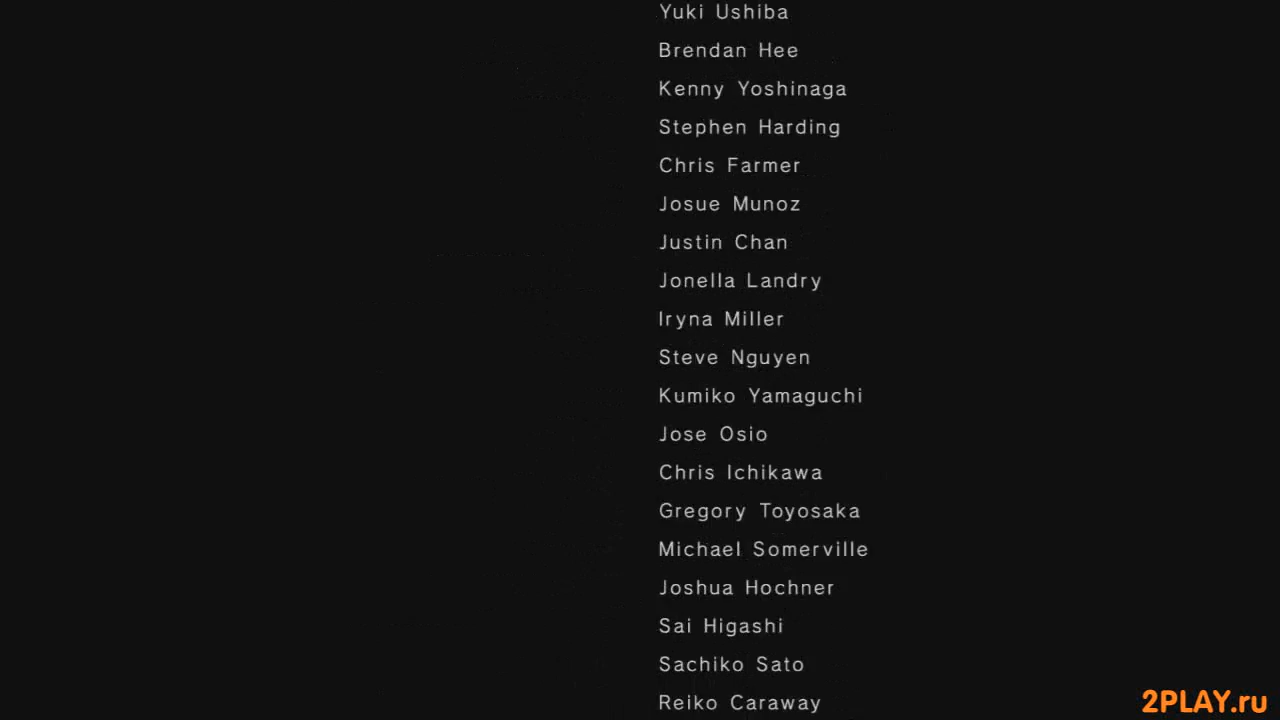 Yuki Ushiba
Brendan Hee
Kenny Yoshinaga
Stephen Harding
Chris Farmer
Josue Munoz
Justin Chan
Jonella Landry
Iryna Miller
Steve Nguyen
Kumiko Yamaguchi
Jose Osio
Chris Ichikawa
Gregory Toyosaka
Michael Somerville
Joshua Hochner
Sai Higashi
Sachiko Sato
Reiko Caraway
2PLAY.ru